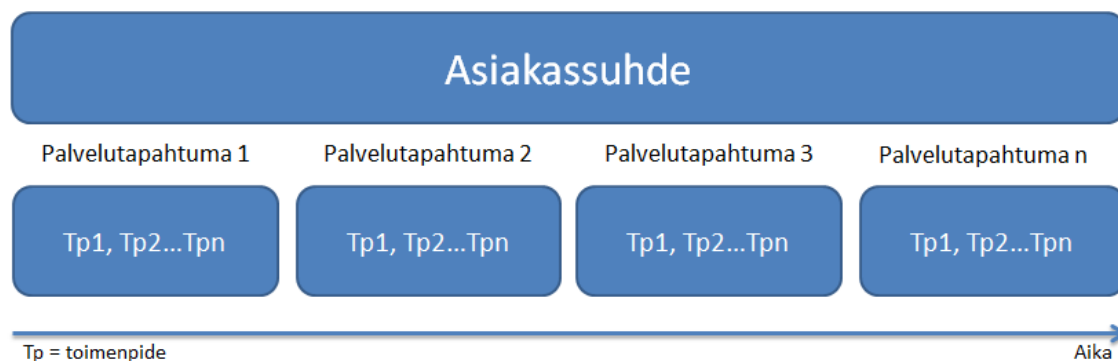 Asiakassuhde
Palvelutapahtuma 1 Palvelutapahtuma 2 Palvelutapahtuma 3 Palvelutapahtuma n
Tp1, Tp2...Tpn Tp1, Tp2...Tpn Tp1, Tp2...Tpn Tp1, Tp2...Tpn
Tp = toimenpide Aika